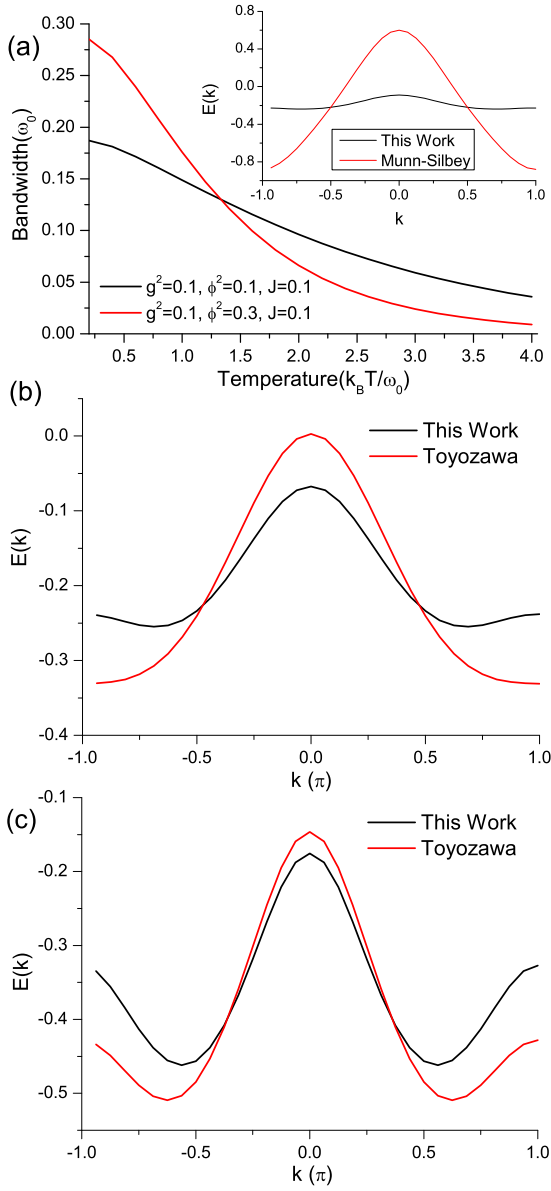 (a)
Bandwidth(ω₀)
0.30
0.25
0.20
0.15
0.10
0.05
0.00
0.5 1.0 1.5 2.0 2.5 3.0 3.5 4.0
Temperature(k_BT/ω₀)
g²=0.1, ϕ²=0.1, J=0.1
g²=0.1, ϕ²=0.3, J=0.1
E(k)
0.8
0.4
0.0
-0.4
-0.8
-1.0 -0.5 0.0 0.5 1.0
k
This Work
Munn-Silbey
(b)
E(k)
0.0
-0.1
-0.2
-0.3
-0.4
-1.0 -0.5 0.0 0.5 1.0
k (π)
This Work
Toyozawa
(c)
E(k)
-0.1
-0.2
-0.3
-0.4
-0.5
-1.0 -0.5 0.0 0.5 1.0
k (π)
This Work
Toyozawa